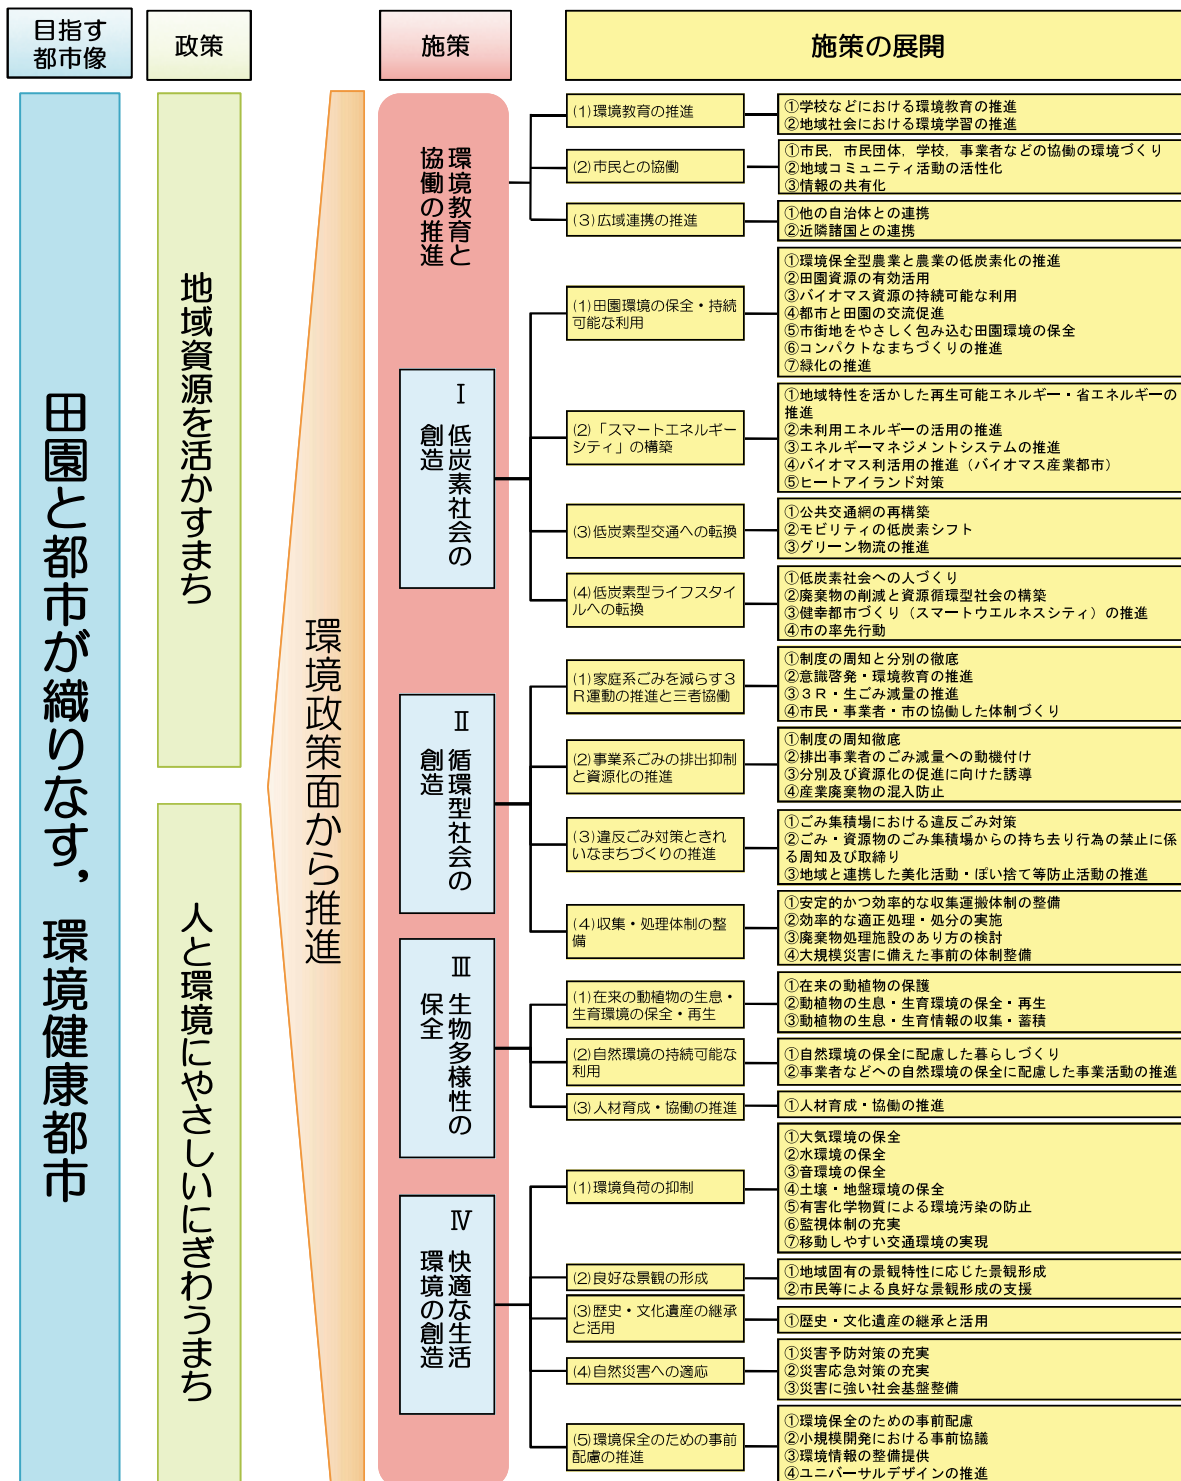 目指す
都市像
政策
施策
施策の展開
田園と都市が織りなす，環境健康都市
地域資源を活かすまち
人と環境にやさしいにぎわうまち
環境政策面から推進
環境教育と
協働の推進
(1)環境教育の推進
①学校などにおける環境教育の推進
②地域社会における環境学習の推進
(2)市民との協働
①市民，市民団体，学校，事業者などの協働の環境づくり
②地域コミュニティ活動の活性化
③情報の共有化
(3)広域連携の推進
①他の自治体との連携
②近隣諸国との連携
Ⅰ
低炭素社会の
創造
(1)田園環境の保全・持続
可能な利用
①環境保全型農業と農業の低炭素化の推進
②田園資源の有効活用
③バイオマス資源の持続可能な利用
④都市と田園の交流促進
⑤市街地をやさしく包み込む田園環境の保全
⑥コンパクトなまちづくりの推進
⑦緑化の推進
(2)「スマートエネルギー
シティ」の構築
①地域特性を活かした再生可能エネルギー・省エネルギーの
推進
②未利用エネルギーの活用の推進
③エネルギーマネジメントシステムの推進
④バイオマス利活用の推進（バイオマス産業都市）
⑤ヒートアイランド対策
(3)低炭素型交通への転換
①公共交通網の再構築
②モビリティの低炭素シフト
③グリーン物流の推進
(4)低炭素型ライフスタイ
ルへの転換
①低炭素社会への人づくり
②廃棄物の削減と資源循環型社会の構築
③健幸都市づくり（スマートウエルネスシティ）の推進
④市の率先行動
Ⅱ
循環型社会の
創造
(1)家庭系ごみを減らす３
Ｒ運動の推進と三者協働
①制度の周知と分別の徹底
②意識啓発・環境教育の推進
③３Ｒ・生ごみ減量の推進
④市民・事業者・市の協働した体制づくり
(2)事業系ごみの排出抑制
と資源化の推進
①制度の周知徹底
②排出事業者のごみ減量への動機付け
③分別及び資源化の促進に向けた誘導
④産業廃棄物の混入防止
(3)違反ごみ対策ときれ
いなまちづくりの推進
①ごみ集積場における違反ごみ対策
②ごみ・資源物のごみ集積場からの持ち去り行為の禁止に係
る周知及び取締り
③地域と連携した美化活動・ぽい捨て等防止活動の推進
(4)収集・処理体制の整
備
①安定的かつ効率的な収集運搬体制の整備
②効率的な適正処理・処分の実施
③廃棄物処理施設のあり方の検討
④大規模災害に備えた事前の体制整備
Ⅲ
生物多様性の
保全
(1)在来の動植物の生息・
生育環境の保全・再生
①在来の動植物の保護
②動植物の生息・生育環境の保全・再生
③動植物の生息・生育情報の収集・蓄積
(2)自然環境の持続可能な
利用
①自然環境の保全に配慮した暮らしづくり
②事業者などへの自然環境の保全に配慮した事業活動の推進
(3)人材育成・協働の推進
①人材育成・協働の推進
Ⅳ
快適な生活
環境の創造
(1)環境負荷の抑制
①大気環境の保全
②水環境の保全
③音環境の保全
④土壌・地盤環境の保全
⑤有害化学物質による環境汚染の防止
⑥監視体制の充実
⑦移動しやすい交通環境の実現
(2)良好な景観の形成
①地域固有の景観特性に応じた景観形成
②市民等による良好な景観形成の支援
(3)歴史・文化遺産の継承
と活用
①歴史・文化遺産の継承と活用
(4)自然災害への適応
①災害予防対策の充実
②災害応急対策の充実
③災害に強い社会基盤整備
(5)環境保全のための事前
配慮の推進
①環境保全のための事前配慮
②小規模開発における事前協議
③環境情報の整備提供
④ユニバーサルデザインの推進